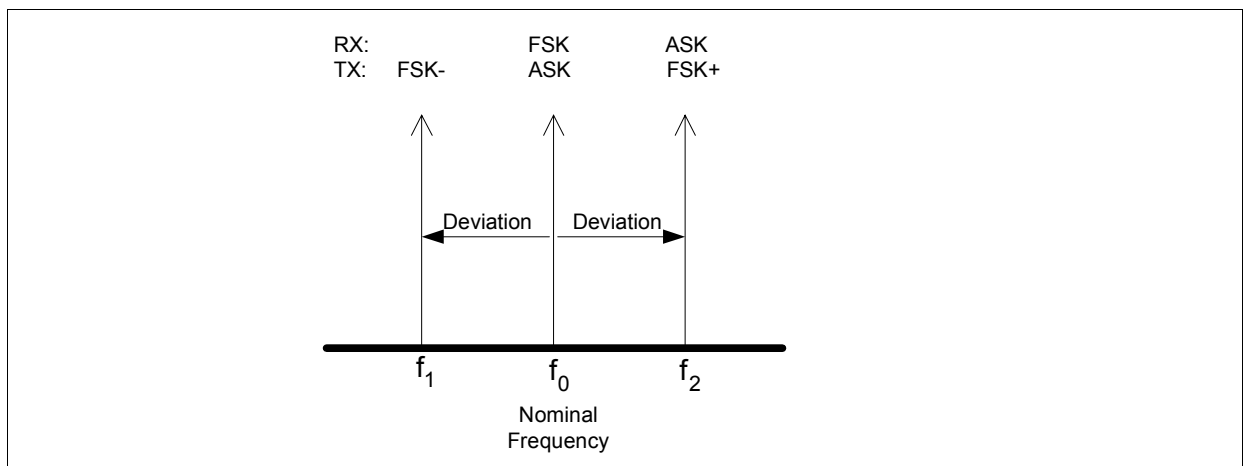 RX: FSK ASK
TX: FSK- ASK FSK+
Deviation Deviation
f1 f0 f2
Nominal
Frequency